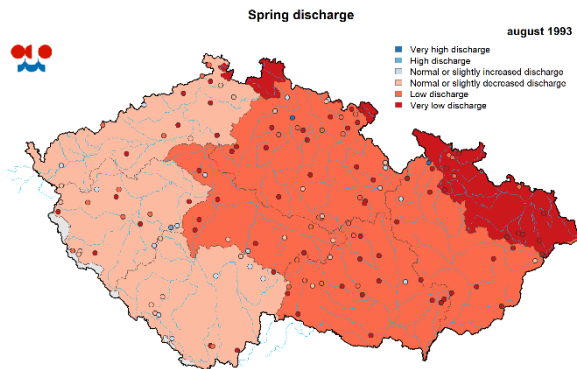 Spring discharge
august 1993
Very high discharge
High discharge
Normal or slightly increased discharge
Normal or slightly decreased discharge
Low discharge
Very low discharge